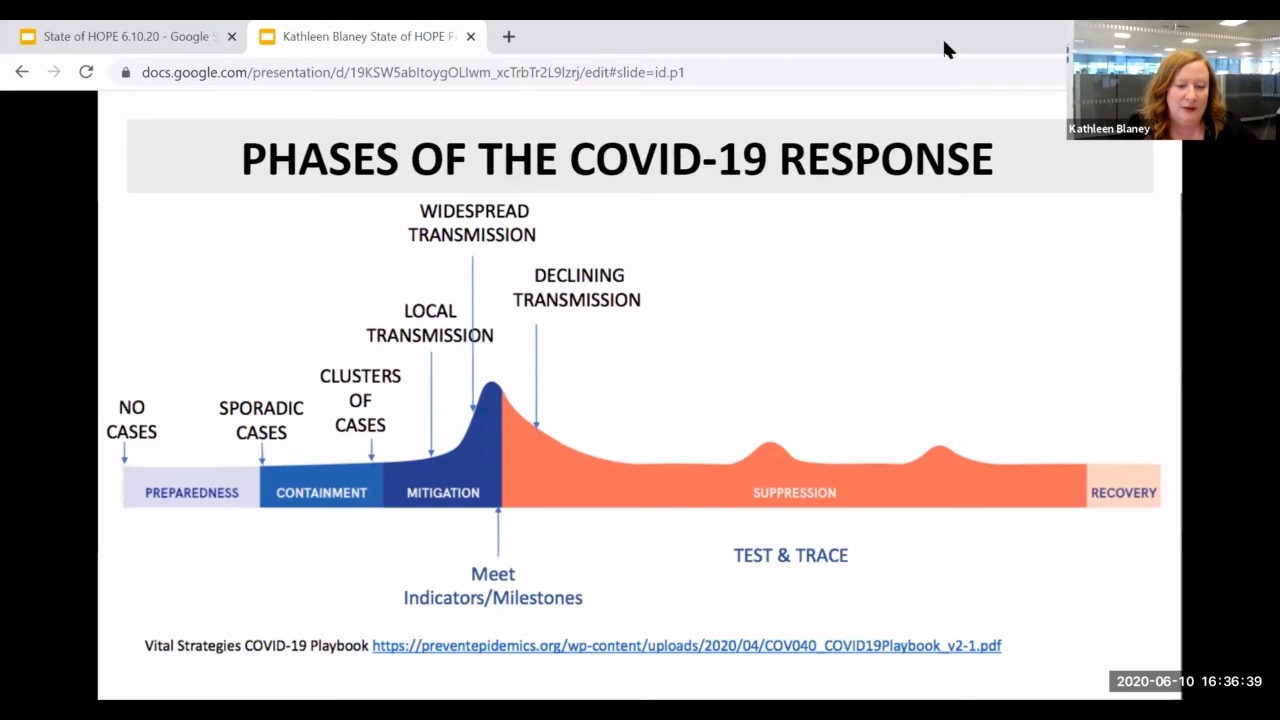 State of HOPE 6.10.20 - Google S
Kathleen Blaney State of HOPE P
docs.google.com/presentation/d/19KSW5abItoygOLIwm_xcTrbTr2L9Izrj/edit#slide=id.p1
Kathleen Blaney
PHASES OF THE COVID-19 RESPONSE
WIDESPREAD
TRANSMISSION
DECLINING
TRANSMISSION
LOCAL
TRANSMISSION
CLUSTERS
OF
CASES
NO
CASES
SPORADIC
CASES
PREPAREDNESS
CONTAINMENT
MITIGATION
SUPPRESSION
RECOVERY
TEST & TRACE
Meet
Indicators/Milestones
Vital Strategies COVID-19 Playbook https://preventepidemics.org/wp-content/uploads/2020/04/COV040_COVID19Playbook_v2-1.pdf
2020-06-10 16:36:39